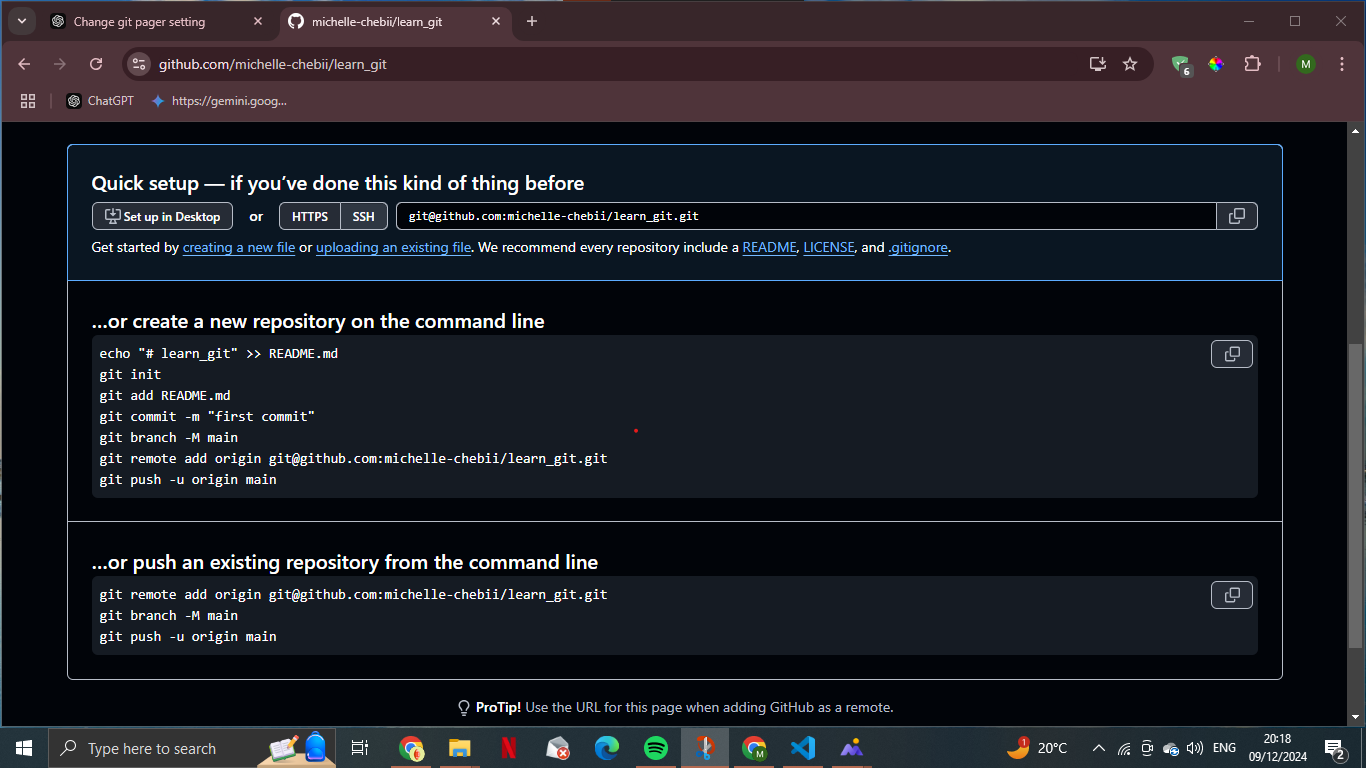 Change git pager setting
michelle-chebii/learn_git
github.com/michelle-chebii/learn_git
6
M
ChatGPT
https://gemini.goog...
Quick setup — if you’ve done this kind of thing before
Set up in Desktop or HTTPS SSH git@github.com:michelle-chebii/learn_git.git
Get started by creating a new file or uploading an existing file. We recommend every repository include a README, LICENSE, and .gitignore.
…or create a new repository on the command line
echo "# learn_git" >> README.md
git init
git add README.md
git commit -m "first commit"
git branch -M main
git remote add origin git@github.com:michelle-chebii/learn_git.git
git push -u origin main
…or push an existing repository from the command line
git remote add origin git@github.com:michelle-chebii/learn_git.git
git branch -M main
git push -u origin main
ProTip! Use the URL for this page when adding GitHub as a remote.
Type here to search
N
M
1
20°C
ENG
20:18
09/12/2024
2